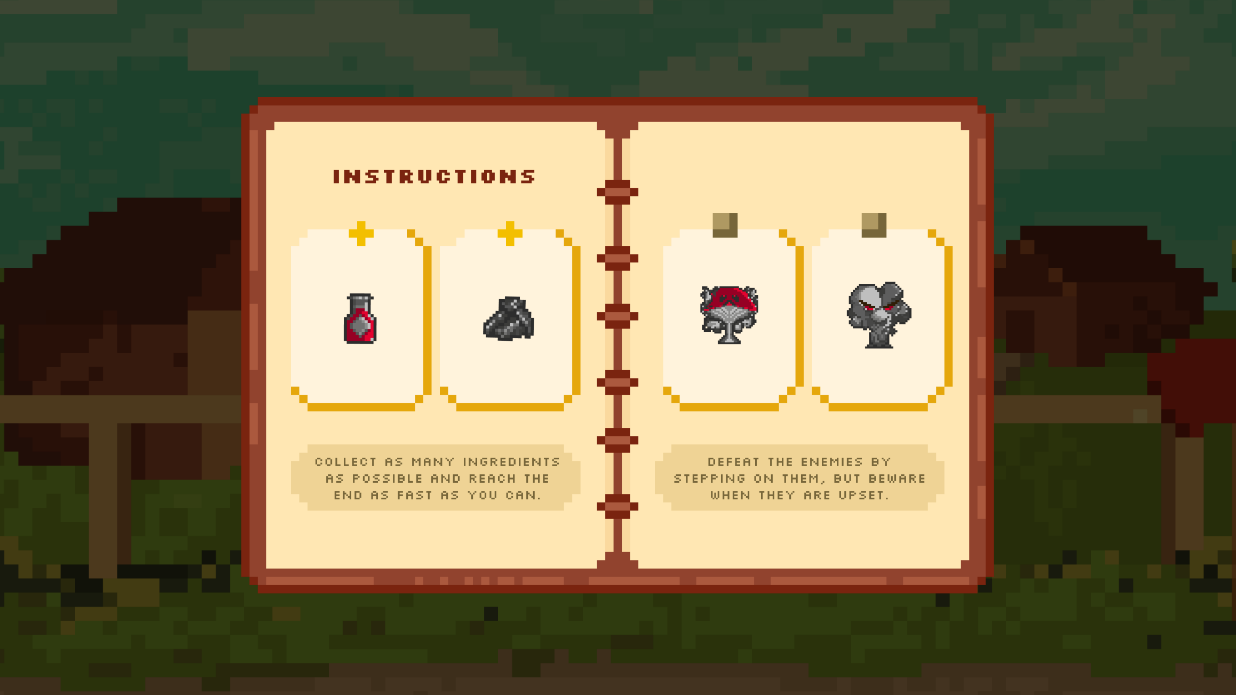 INSTRUCTIONS
COLLECT AS MANY INGREDIENTS
AS POSSIBLE AND REACH THE
END AS FAST AS YOU CAN.
DEFEAT THE ENEMIES BY
STEPPING ON THEM, BUT BEWARE
WHEN THEY ARE UPSET.